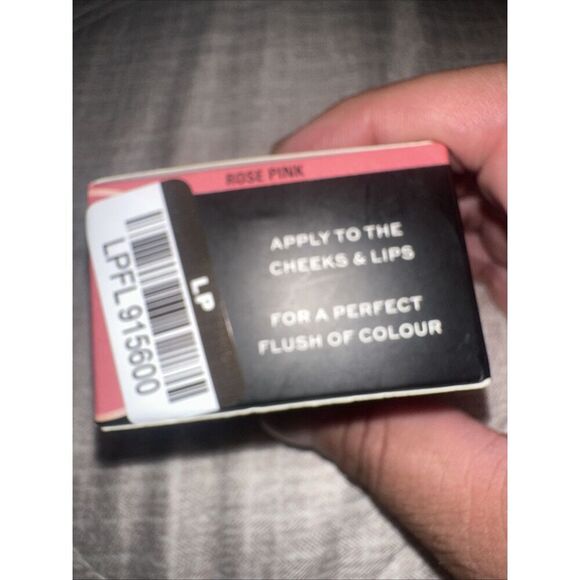 ROSE PINK
APPLY TO THE
CHEEKS & LIPS
FOR A PERFECT
FLUSH OF COLOUR
LP
LPFL915600